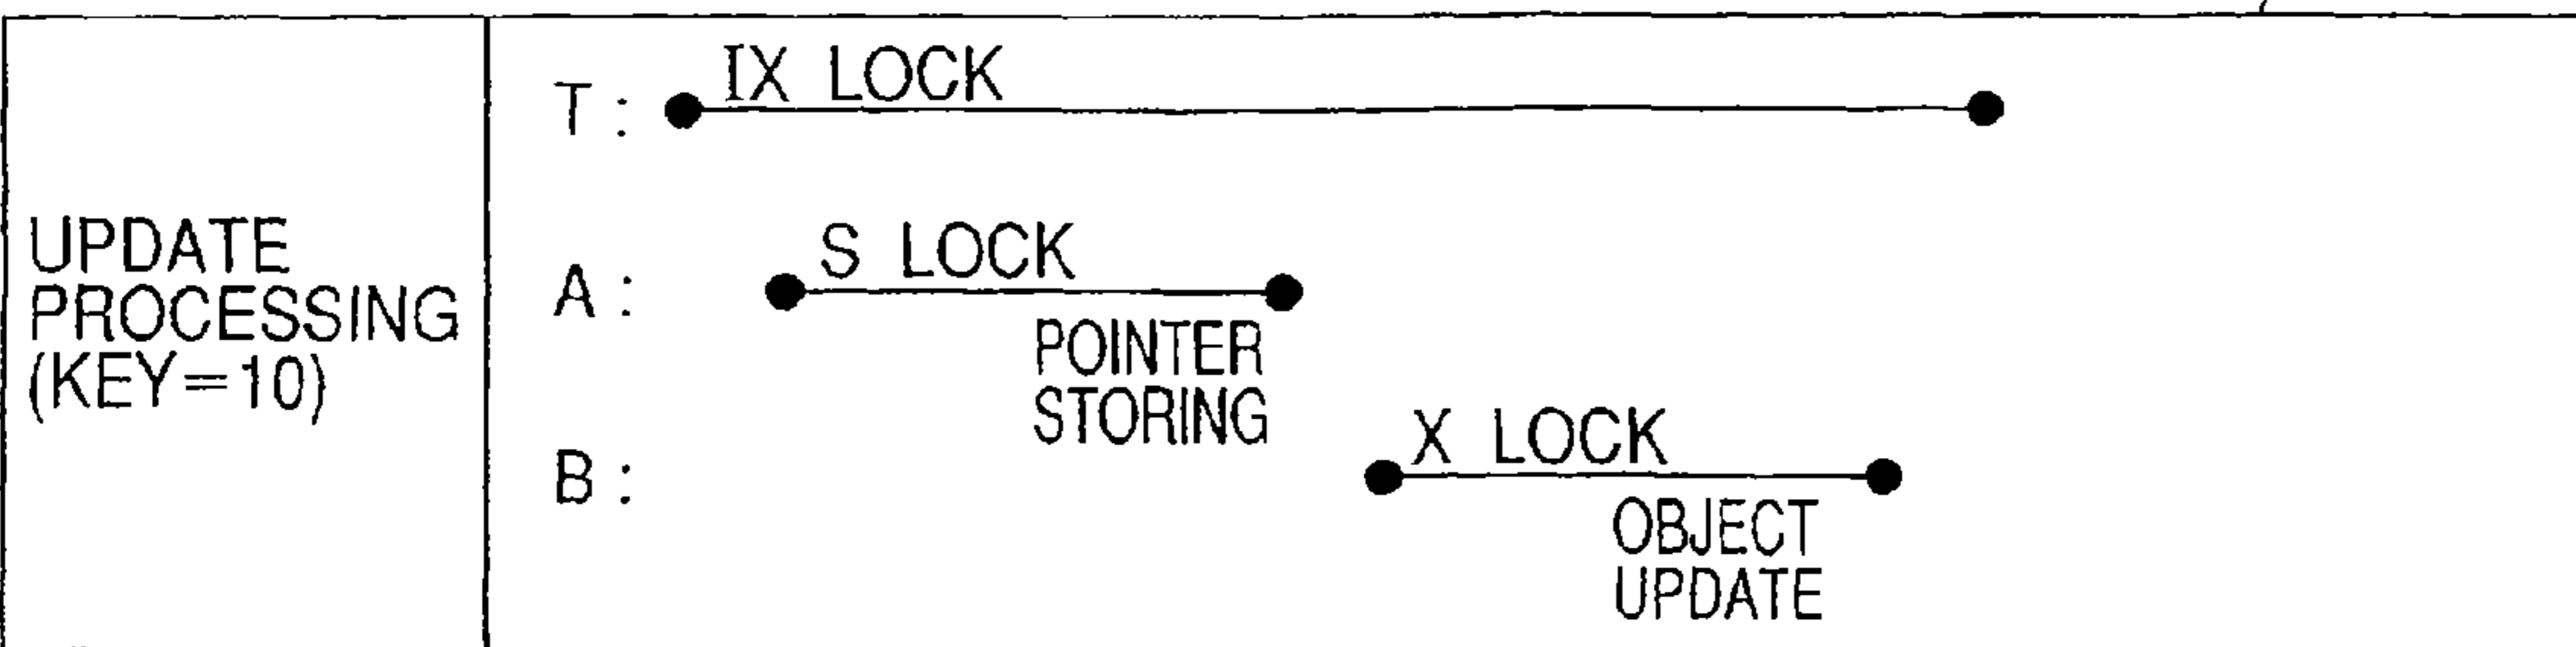 UPDATE
PROCESSING
(KEY=10)
T : IX LOCK
A : S LOCK
POINTER
STORING
B : X LOCK
OBJECT
UPDATE